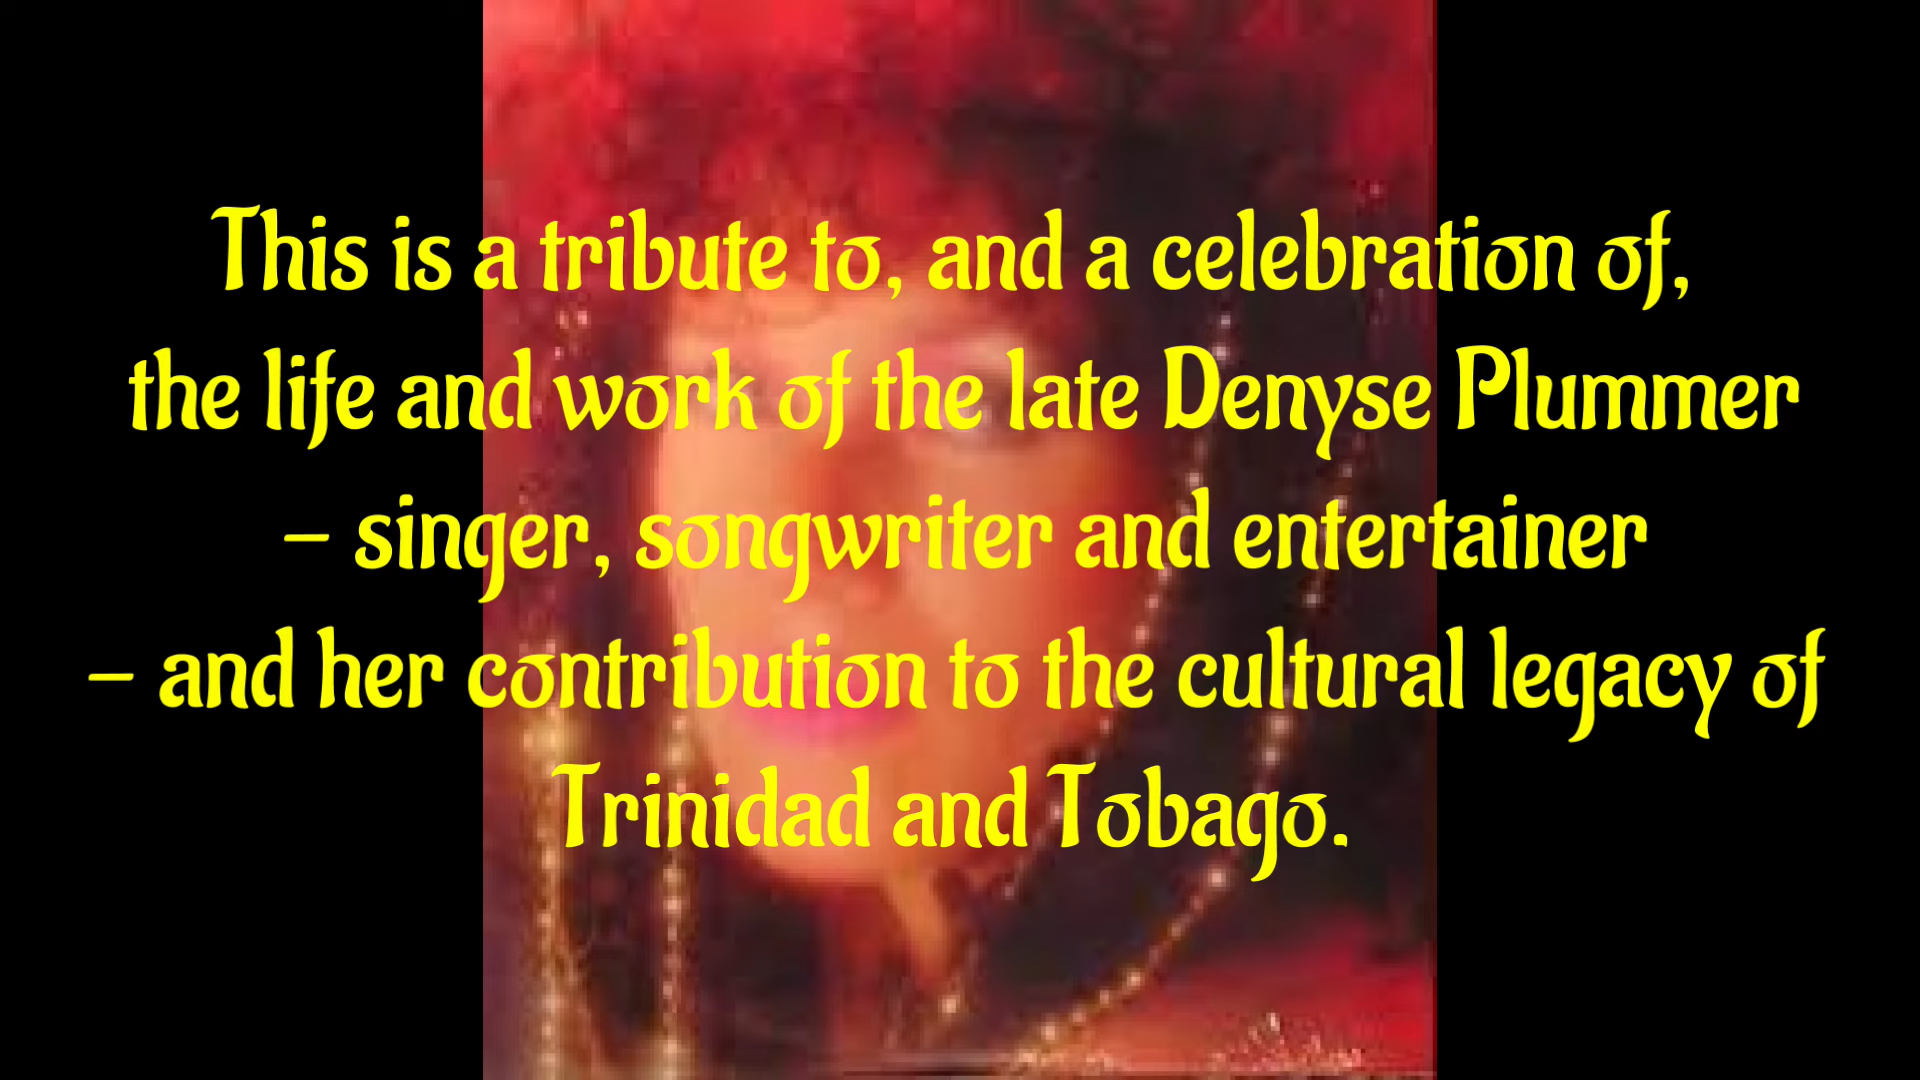 This is a tribute to, and a celebration of,
the life and work of the late Denyse Plummer
– singer, songwriter and entertainer
– and her contribution to the cultural legacy of
Trinidad and Tobago.